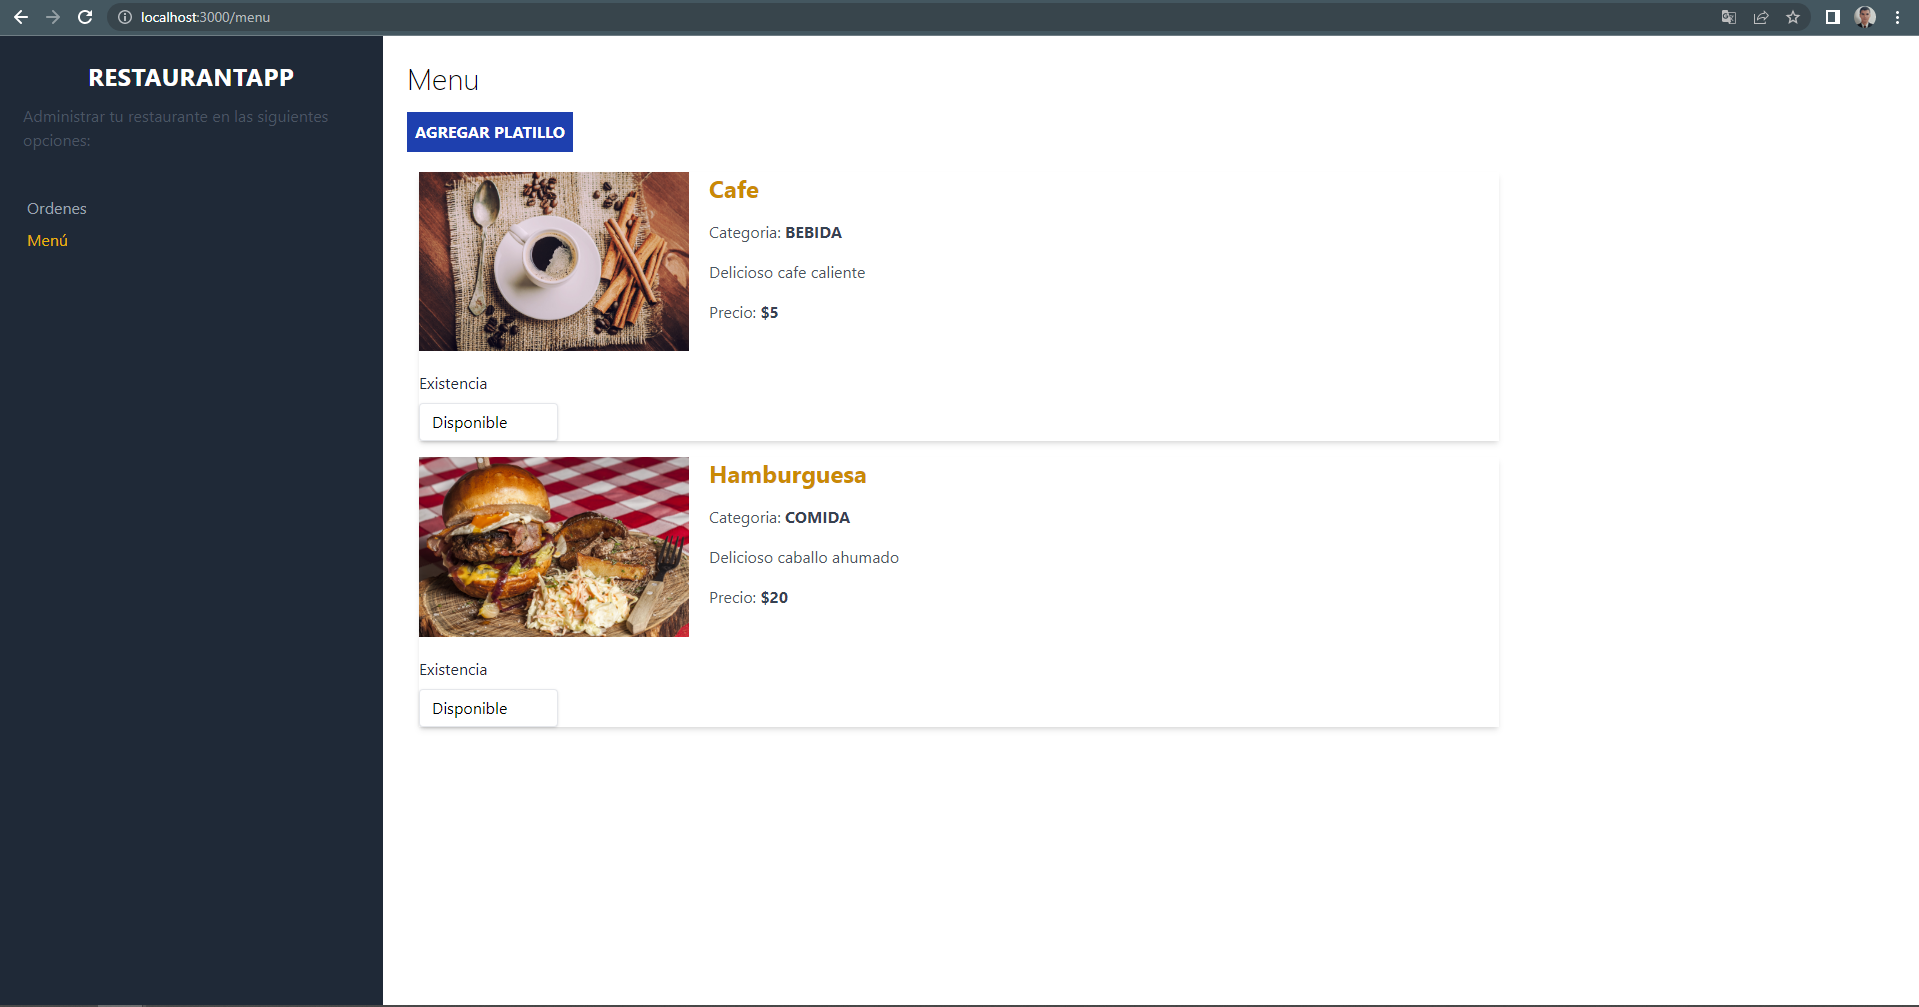 localhost:3000/menu
RESTAURANTAPP
Administrar tu restaurante en las siguientes
opciones:
Ordenes
Menú
Menu
AGREGAR PLATILLO
Cafe
Categoria: BEBIDA
Delicioso cafe caliente
Precio: $5
Existencia
Disponible
Hamburguesa
Categoria: COMIDA
Delicioso caballo ahumado
Precio: $20
Existencia
Disponible